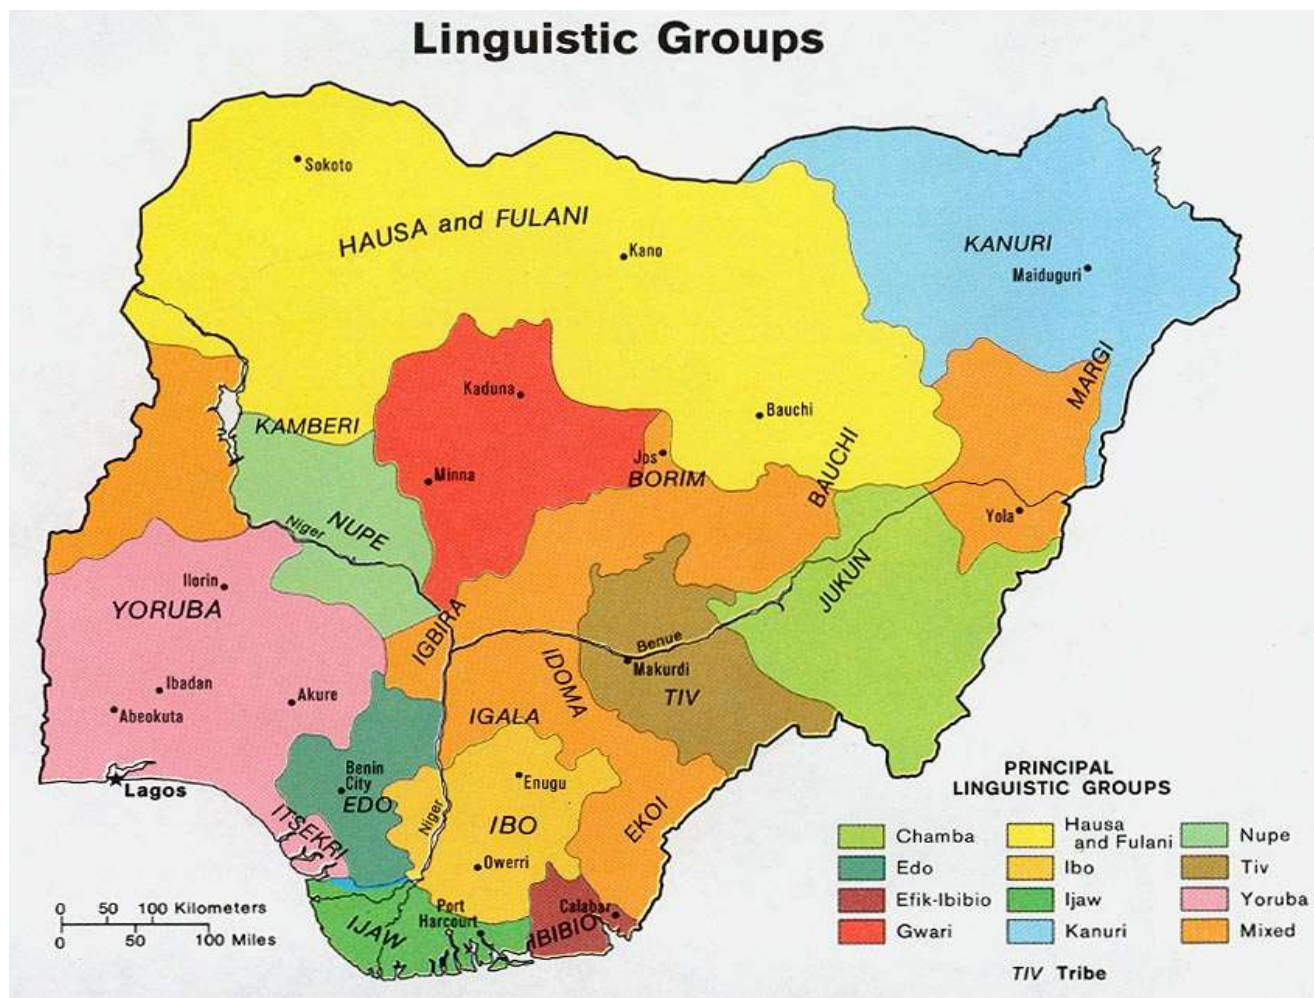 Linguistic Groups
Sokoto
HAUSA and FULANI
Kano
KANURI
Maiduguri
MARGI
Kaduna
Bauchi
KAMBERI
BAUCHI
Jos
BORIM
Minna
Yola
Niger
NUPE
JUKUN
Ilorin
YORUBA
IGBIRA
Benue
IDOMA
Makurdi
TIV
Ibadan
Akure
Abeokuta
IGALA
Benin
City
EDO
Enugu
Lagos
ITSEKRI
Niger
IBO
EKOI
Owerri
Port
Harcourt
Calabar
IJAW
IBIBIO
0 50 100 Kilometers
0 50 100 Miles
PRINCIPAL
LINGUISTIC GROUPS
Chamba
Edo
Efik-Ibibio
Gwari
Hausa
and Fulani
Ibo
Ijaw
Kanuri
Nupe
Tiv
Yoruba
Mixed
TIV Tribe